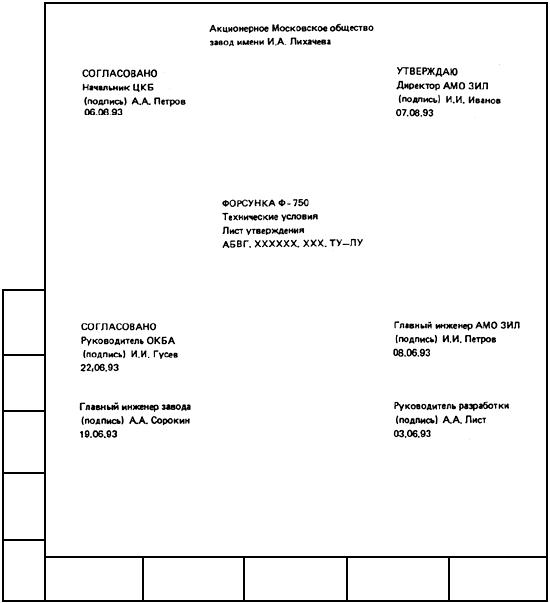 Акционерное Московское общество
завод имени И.А. Лихачева
СОГЛАСОВАНО
Начальник ЦКБ
(подпись) А.А. Петров
06.08.93
УТВЕРЖДАЮ
Директор АМО ЗИЛ
(подпись) И.И. Иванов
07.08.93
ФОРСУНКА Ф-750
Технические условия
Лист утверждения
АБВГ. ХХХХХХ. ХХХ. ТУ—ЛУ
СОГЛАСОВАНО
Руководитель ОКБА
(подпись) И.И. Гусев
22.06.93
Главный инженер АМО ЗИЛ
(подпись) И.И. Петров
08.06.93
Главный инженер завода
(подпись) А.А. Сорокин
19.06.93
Руководитель разработки
(подпись) А.А. Лист
03.06.93